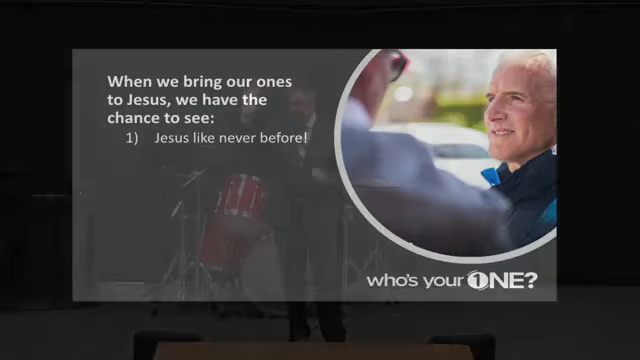 When we bring our ones
to Jesus, we have the
chance to see:
1) Jesus like never before!
who's your 1NE?